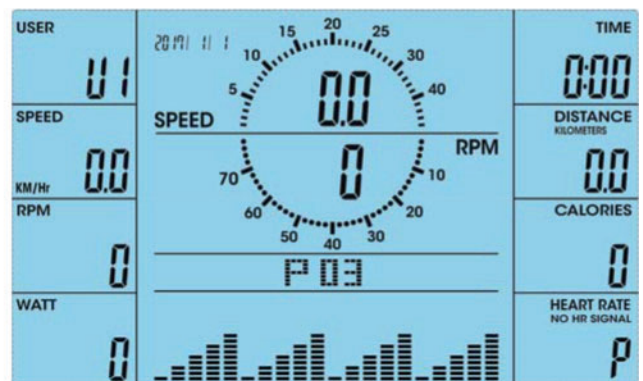 USER
U1
SPEED
KM/Hr 0.0
RPM
0
WATT
0
2017/ 1/ 1
5 10 15 20 25 30 40
SPEED 0.0
0 RPM
70 60 50 40 30 20 10
P03
TIME
0:00
DISTANCE
KILOMETERS
0.0
CALORIES
0
HEART RATE
NO HR SIGNAL
P